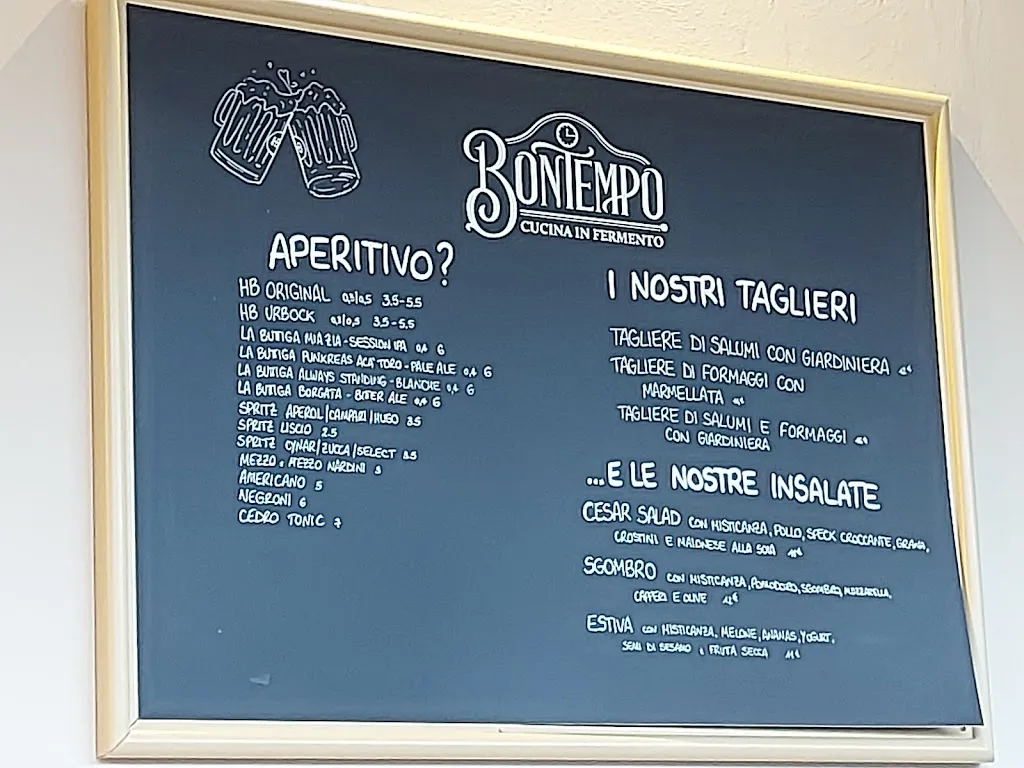 BONTEMPO
CUCINA IN FERMENTO
APERITIVO?
HB ORIGINAL 0,3/0,5 3.5-5.5
HB URBOCK 0,3/0,5 3.5-5.5
LA BUTIGA MIA ZIA-SESSION IPA 0,4 6
LA BUTIGA PUNKREAS ACA' TORO-PALE ALE 0,4 6
LA BUTIGA ALWAYS STANDING-BLANCHE 0,4 6
LA BUTIGA BORGATA-BITER ALE 0,4 6
SPRITZ APEROL/CAMPARI/HUGO 3.5
SPRITZ LISCIO 2.5
SPRITZ CYNAR/ZUCCA/SELECT 3.5
MEZZO e MEZZO NARDINI 3
AMERICANO 5
NEGRONI 6
CEDRO TONIC 7
I NOSTRI TAGLIERI
TAGLIERE DI SALUMI CON GIARDINIERA
TAGLIERE DI FORMAGGI CON
MARMELLATA
TAGLIERE DI SALUMI E FORMAGGI
CON GIARDINIERA
...E LE NOSTRE INSALATE
CESAR SALAD CON MISTICANZA, POLLO, SPECK CROCCANTE, GRANA,
CROSTINI E MAIONESE ALLA SOIA 11€
SGOMBRO CON MISTICANZA, POMODORO, SGOMBRO, MOZZARELLA,
CAPPERI E OLIVE 12€
ESTIVA CON MISTICANZA, MELONE, ANANAS, YOGURT,
SEMI DI SESAMO e FRUTTA SECCA 11€